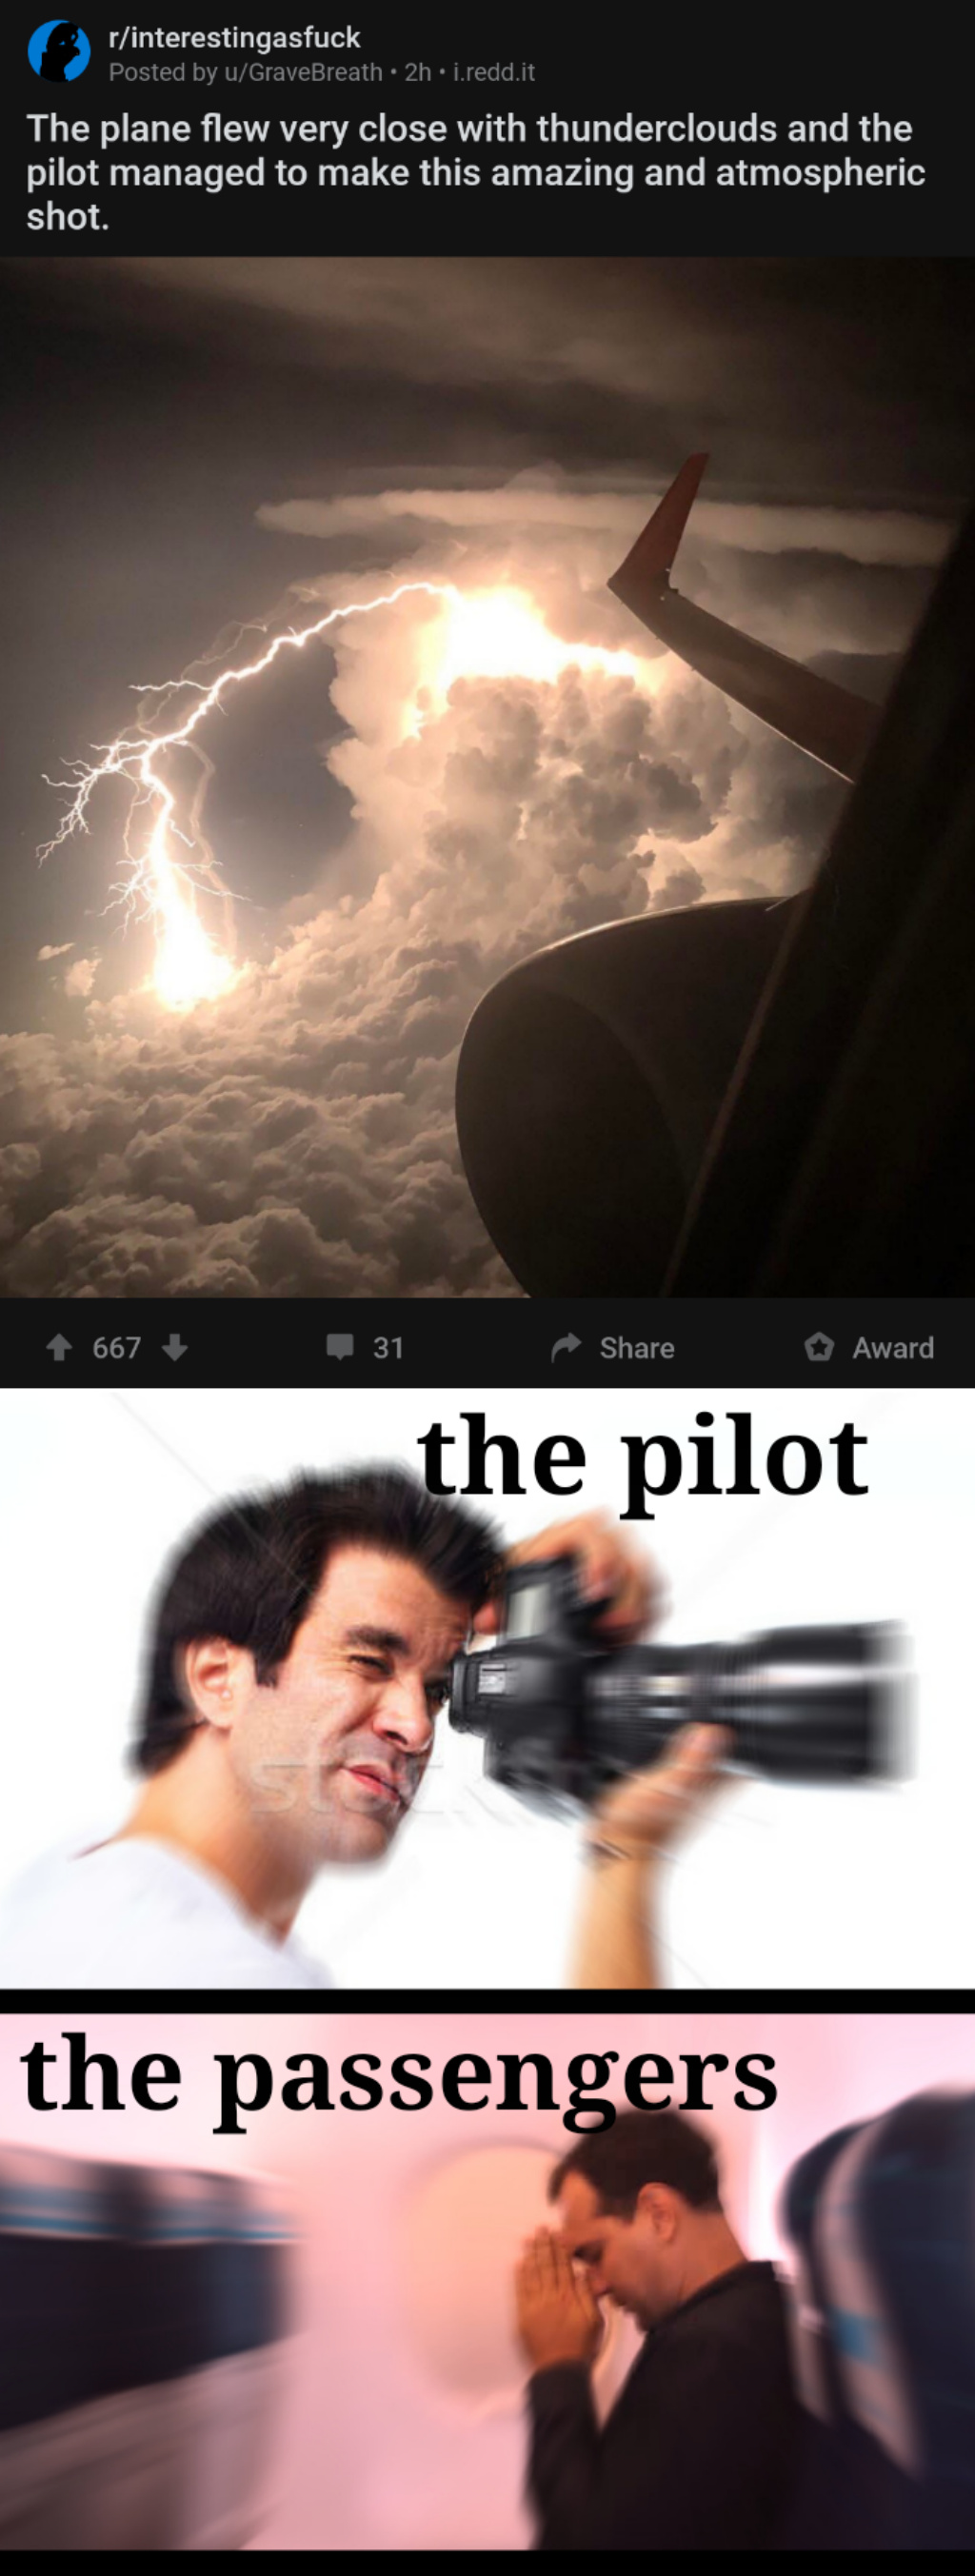 r/interestingasfuck
Posted by u/GraveBreath • 2h • i.redd.it
The plane flew very close with thunderclouds and the
pilot managed to make this amazing and atmospheric
shot.
667
31
Share
Award
the pilot
the passengers